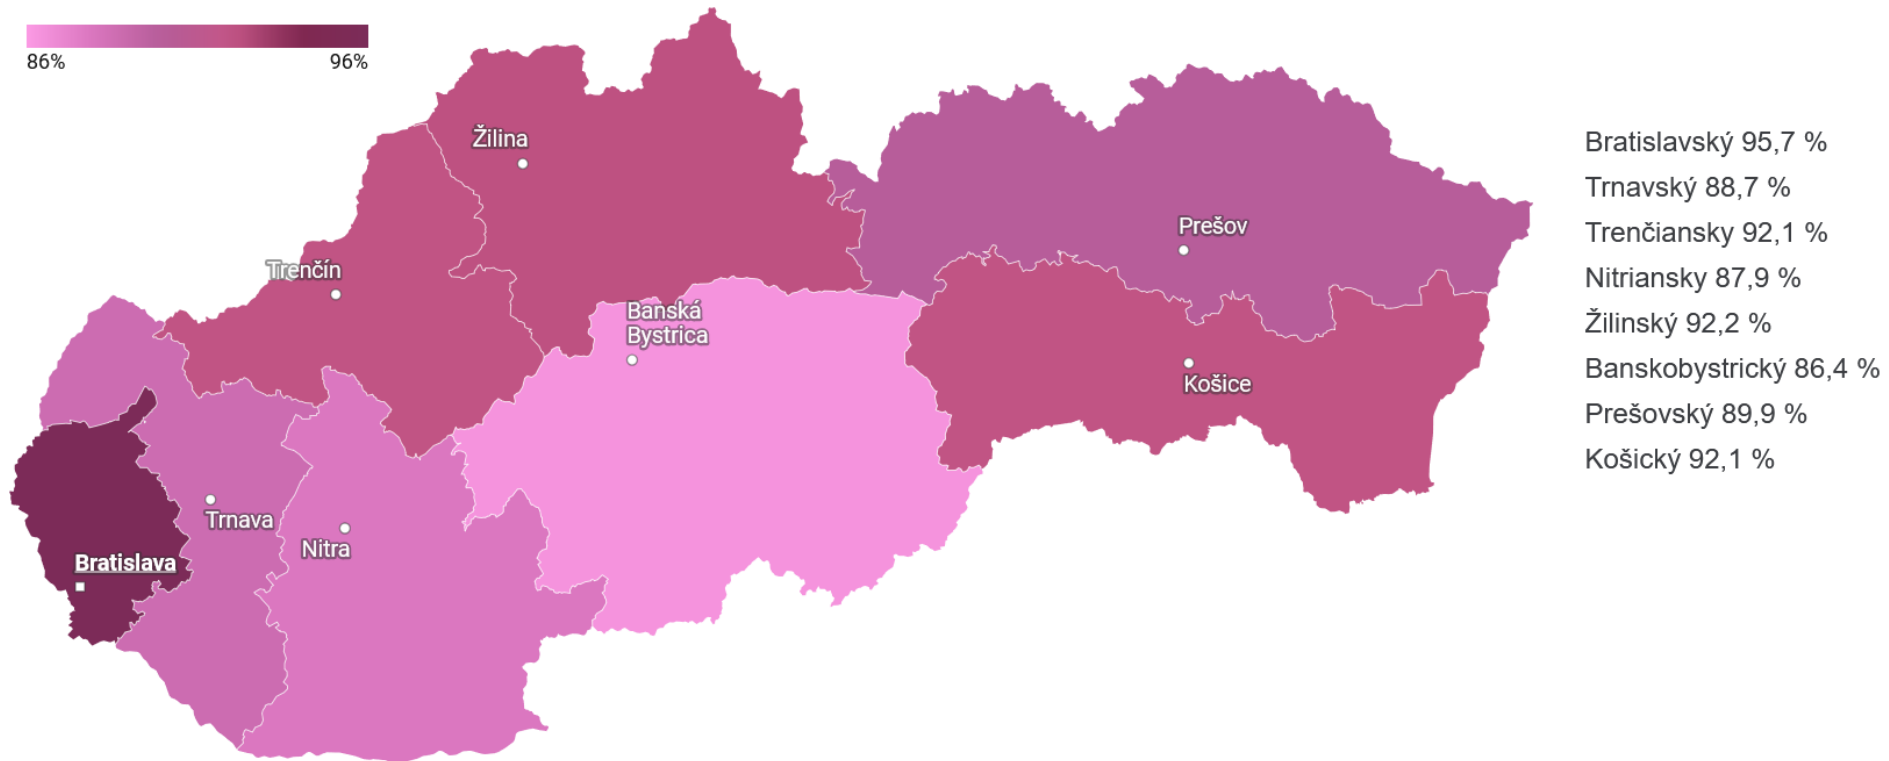 86%
96%
Žilina
Prešov
Trenčín
Banská
Bystrica
Košice
Trnava
Nitra
Bratislava
Bratislavský 95,7 %
Trnavský 88,7 %
Trenčiansky 92,1 %
Nitriansky 87,9 %
Žilinský 92,2 %
Banskobystrický 86,4 %
Prešovský 89,9 %
Košický 92,1 %